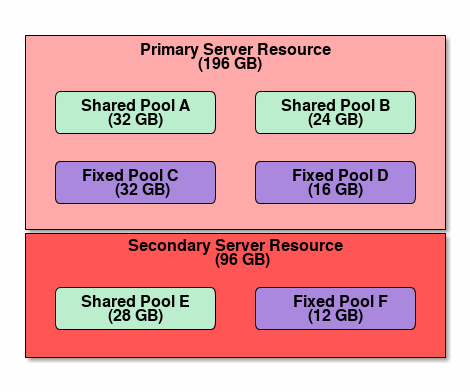 Primary Server Resource
(196 GB)
Shared Pool A
(32 GB)
Shared Pool B
(24 GB)
Fixed Pool C
(32 GB)
Fixed Pool D
(16 GB)
Secondary Server Resource
(96 GB)
Shared Pool E
(28 GB)
Fixed Pool F
(12 GB)